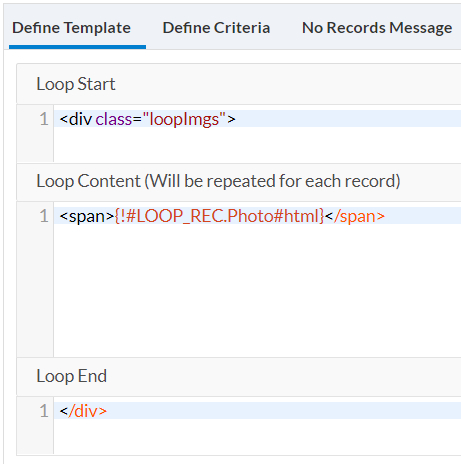 Define Template Define Criteria No Records Message
Loop Start
1 <div class="loopImgs">
Loop Content (Will be repeated for each record)
1 <span>{!#LOOP_REC.Photo#html}</span>
Loop End
1 </div>